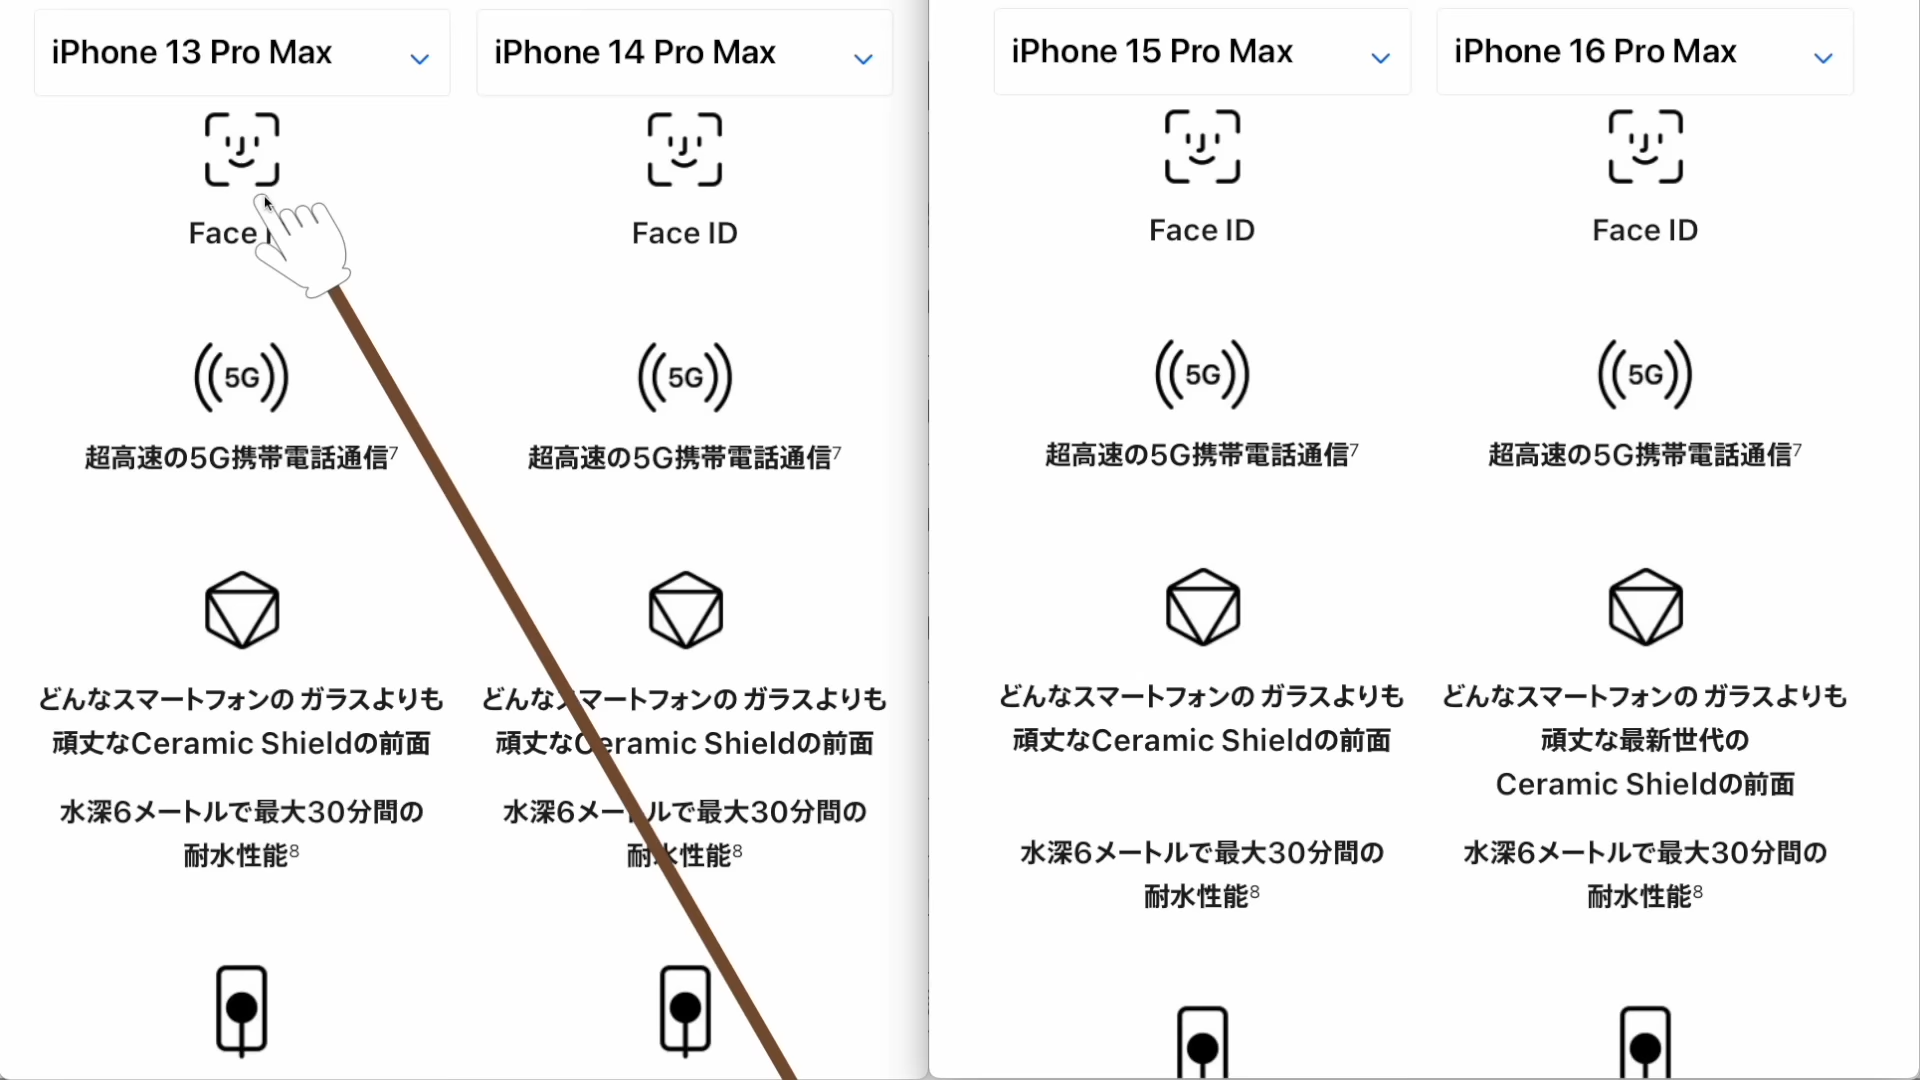 iPhone 13 Pro Max
iPhone 14 Pro Max
iPhone 15 Pro Max
iPhone 16 Pro Max
Face
Face ID
Face ID
Face ID
5G
5G
5G
5G
超高速の5G携帯電話通信7
超高速の5G携帯電話通信7
超高速の5G携帯電話通信7
超高速の5G携帯電話通信7
どんなスマートフォンの ガラスよりも
頑丈なCeramic Shieldの前面
どんなスマートフォンの ガラスよりも
頑丈なCeramic Shieldの前面
どんなスマートフォンの ガラスよりも
頑丈なCeramic Shieldの前面
どんなスマートフォンの ガラスよりも
頑丈な最新世代の
Ceramic Shieldの前面
水深6メートルで最大30分間の
耐水性能8
水深6メートルで最大30分間の
耐水性能8
水深6メートルで最大30分間の
耐水性能8
水深6メートルで最大30分間の
耐水性能8